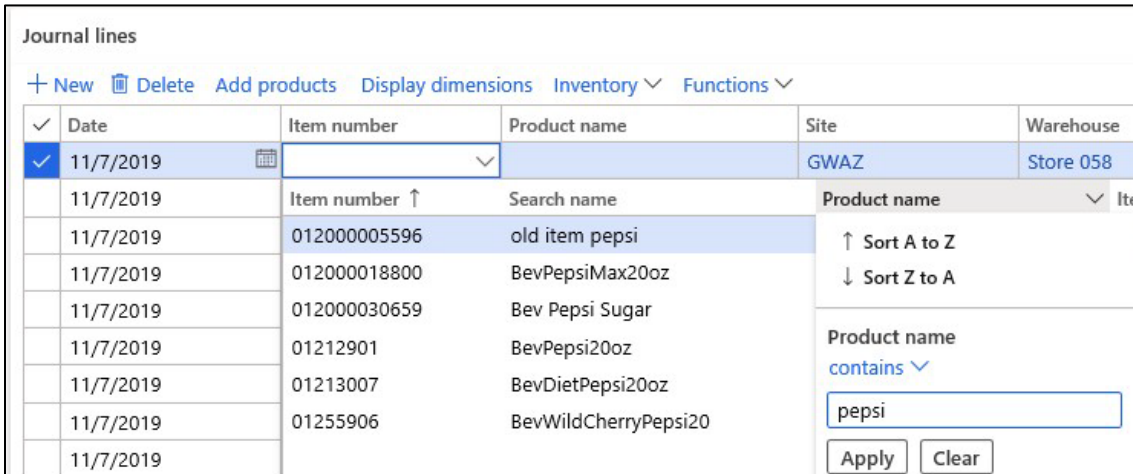 Journal lines
New Delete Add products Display dimensions Inventory Functions
Date Item number Product name Site Warehouse
11/7/2019 GWAZ Store 058
11/7/2019 Item number ↑ Search name Product name
11/7/2019 012000005596 old item pepsi ↑ Sort A to Z
11/7/2019 012000018800 BevPepsiMax20oz ↓ Sort Z to A
11/7/2019 012000030659 Bev Pepsi Sugar
Product name
11/7/2019 01212901 BevPepsi20oz
contains
11/7/2019 01213007 BevDietPepsi20oz
11/7/2019 01255906 BevWildCherryPepsi20 pepsi
11/7/2019 Apply Clear